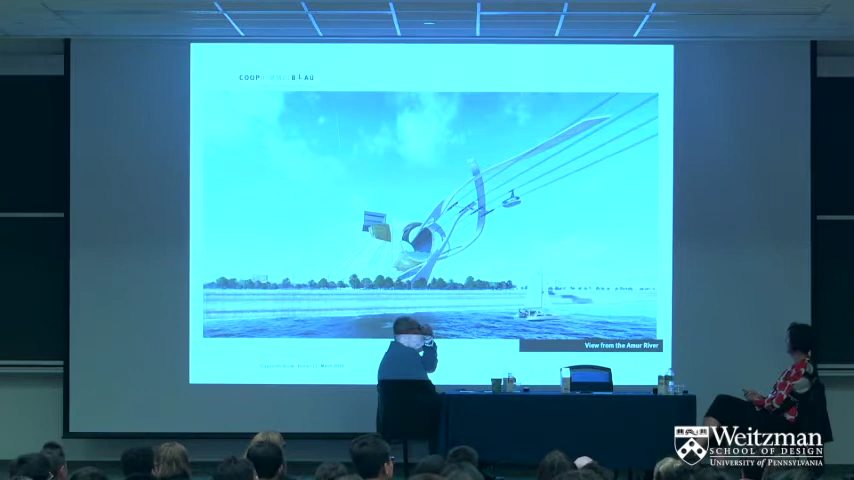 COOP HIMMELB(L)AU
View from the Amur River
Weitzman
SCHOOL OF DESIGN
UNIVERSITY of PENNSYLVANIA